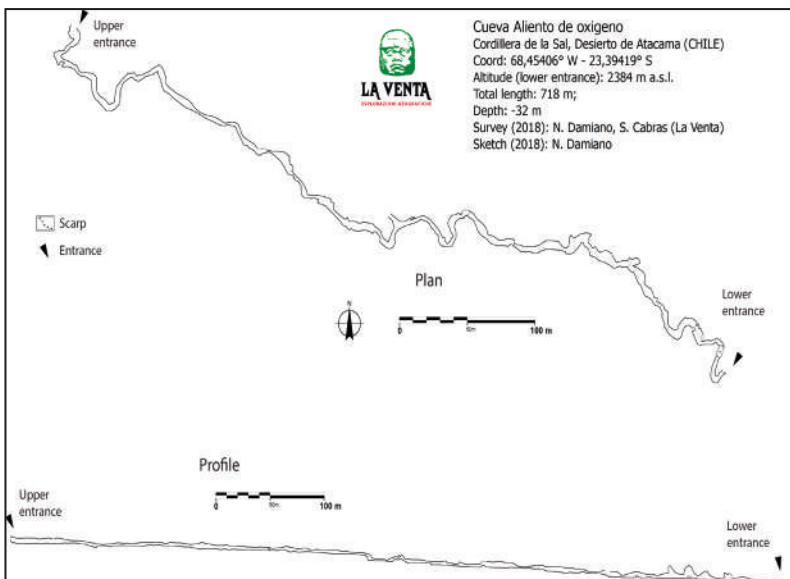 Upper
entrance
LA VENTA
ESPLORAZIONI GEOGRAFICHE
Cueva Aliento de oxigeno
Cordillera de la Sal, Desierto de Atacama (CHILE)
Coord: 68,45406° W - 23,39419° S
Altitude (lower entrance): 2384 m a.s.l.
Total length: 718 m;
Depth: -32 m
Survey (2018): N. Damiano, S. Cabras (La Venta)
Sketch (2018): N. Damiano
Scarp
Entrance
Plan
N
0 50m 100 m
Lower
entrance
Profile
0 50m 100 m
Upper
entrance
Lower
entrance